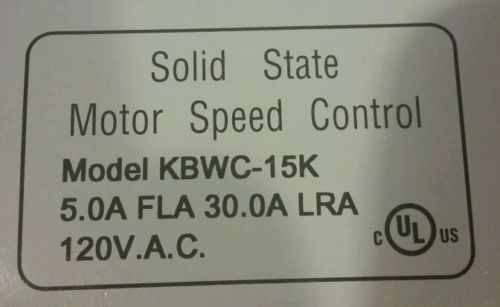 Solid State
Motor Speed Control
Model KBWC-15K
5.0A FLA 30.0A LRA
120V.A.C.
C UL US